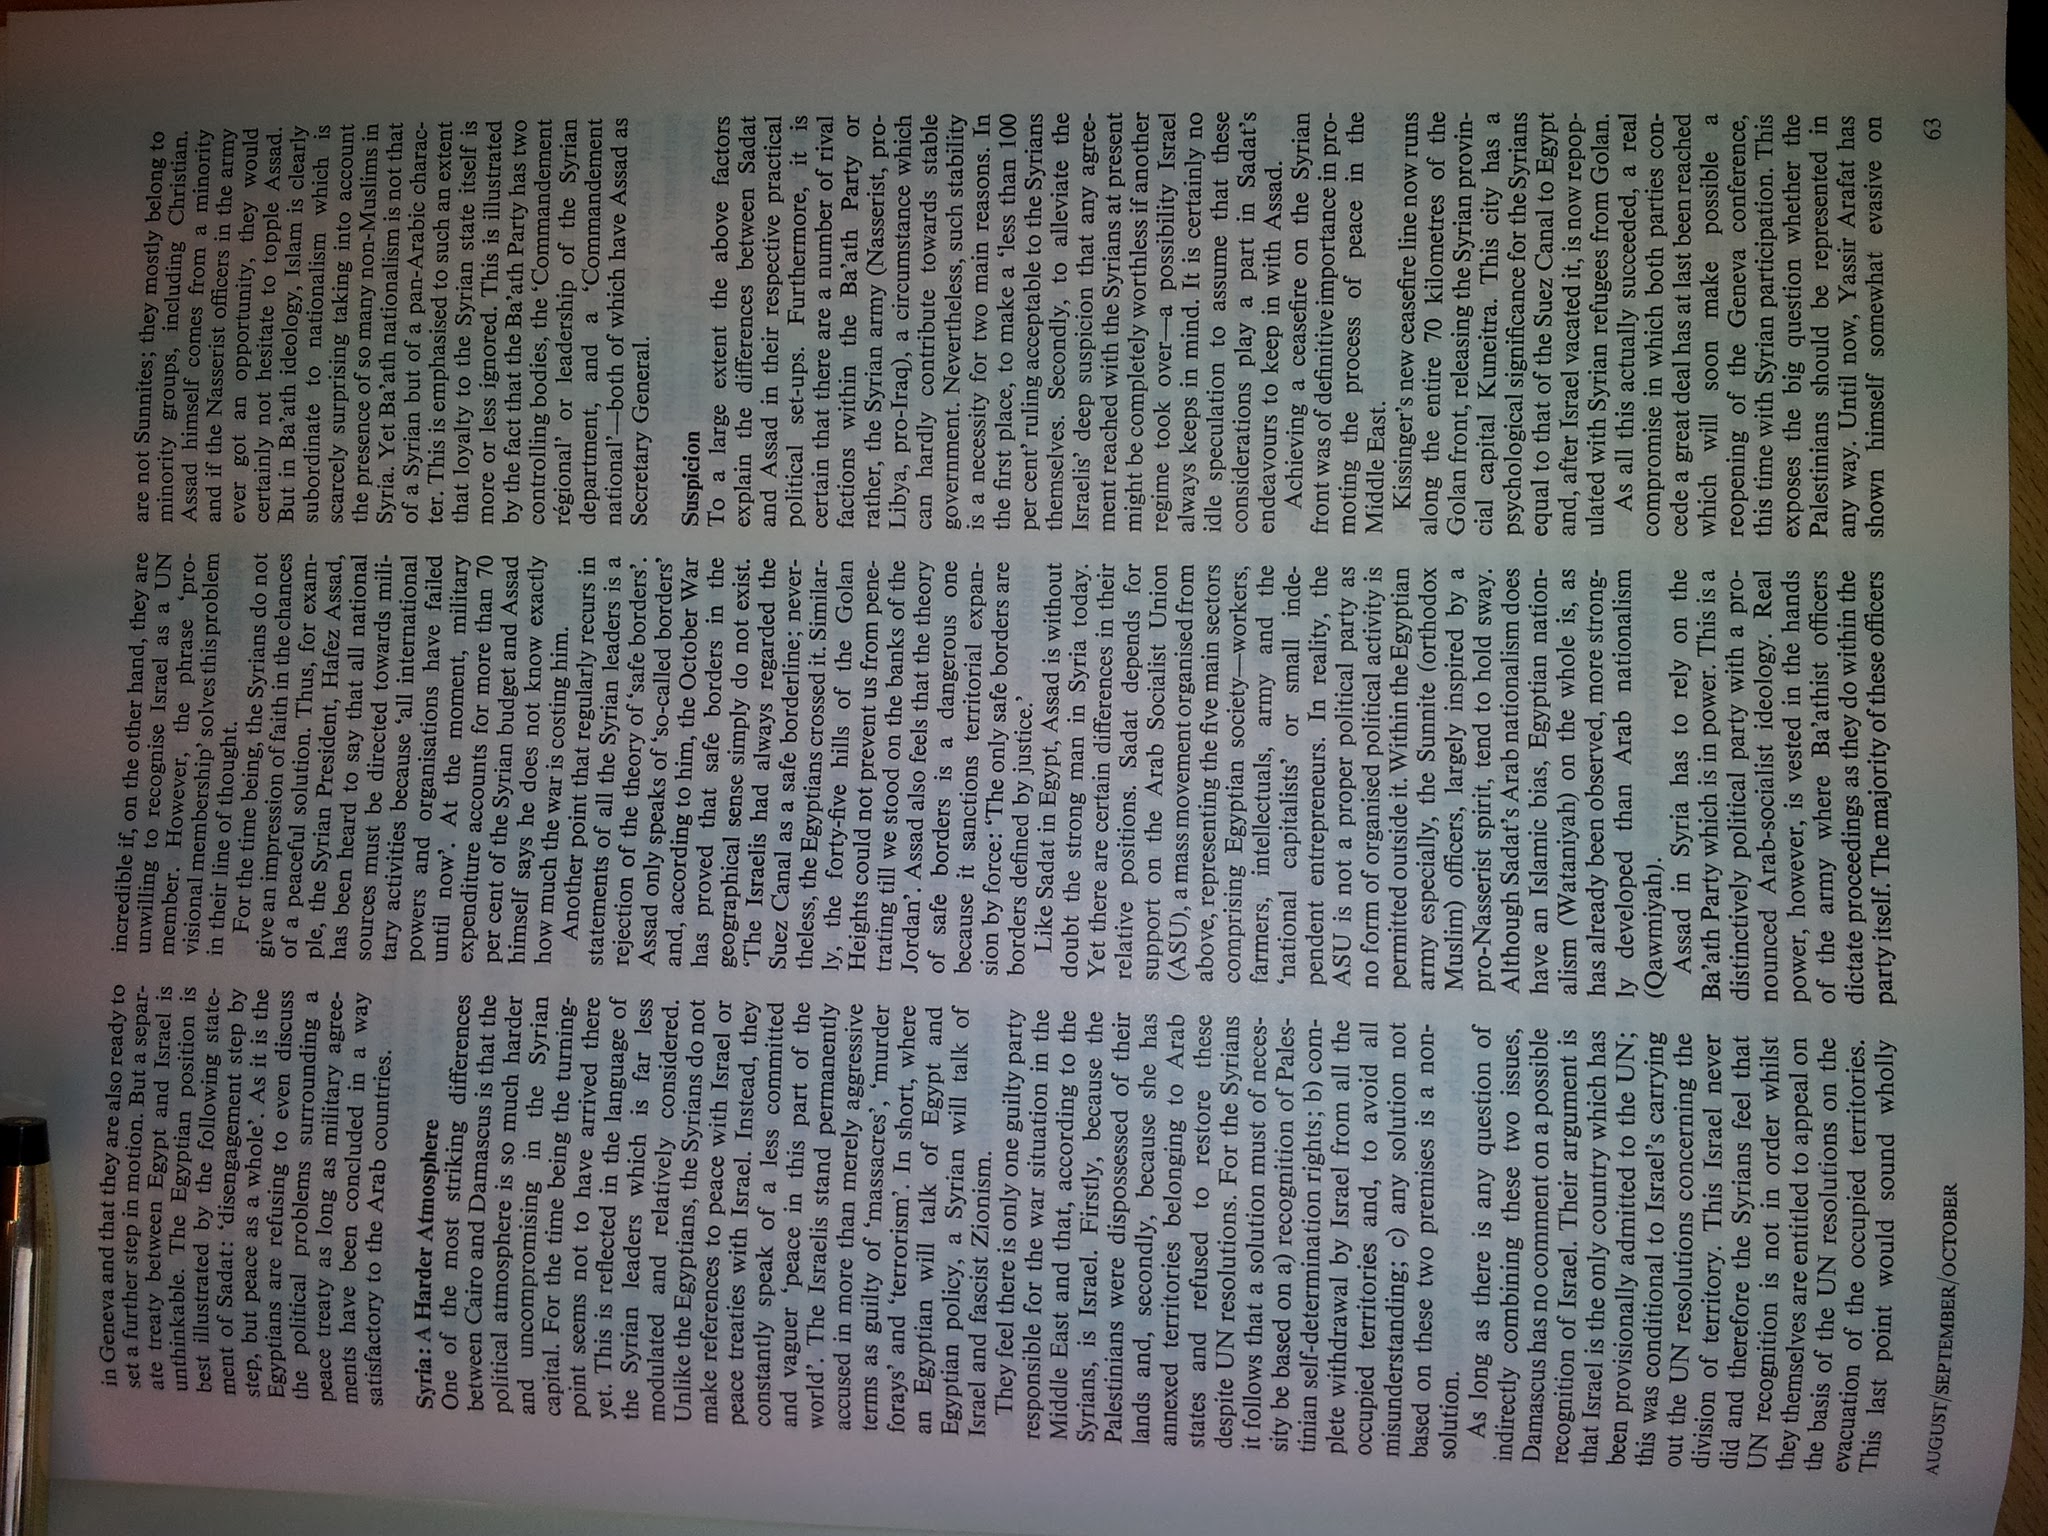 in Geneva and that they are also ready to
set a further step in motion. But a separ-
ate treaty between Egypt and Israel is
unthinkable. The Egyptian position is
best illustrated by the following state-
ment of Sadat: ‘disengagement step by
step, but peace as a whole’. As it is the
Egyptians are refusing to even discuss
the political problems surrounding a
peace treaty as long as military agree-
ments have been concluded in a way
satisfactory to the Arab countries.
Syria: A Harder Atmosphere
One of the most striking differences
between Cairo and Damascus is that the
political atmosphere is so much harder
and uncompromising in the Syrian
capital. For the time being the turning-
point seems not to have arrived there
yet. This is reflected in the language of
the Syrian leaders which is far less
modulated and relatively considered.
Unlike the Egyptians, the Syrians do not
make references to peace with Israel or
peace treaties with Israel. Instead, they
constantly speak of a less committed
and vaguer ‘peace in this part of the
world’. The Israelis stand permanently
accused in more than merely aggressive
terms as guilty of ‘massacres’, ‘murder
forays’ and ‘terrorism’. In short, where
an Egyptian will talk of Egypt and
Egyptian policy, a Syrian will talk of
Israel and fascist Zionism.
They feel there is only one guilty party
responsible for the war situation in the
Middle East and that, according to the
Syrians, is Israel. Firstly, because the
Palestinians were dispossessed of their
lands and, secondly, because she has
annexed territories belonging to Arab
states and refused to restore these
despite UN resolutions. For the Syrians
it follows that a solution must of neces-
sity be based on a) recognition of Pales-
tinian self-determination rights; b) com-
plete withdrawal by Israel from all the
occupied territories and, to avoid all
misunderstanding; c) any solution not
based on these two premises is a non-
solution.
As long as there is any question of
indirectly combining these two issues,
Damascus has no comment on a possible
recognition of Israel. Their argument is
that Israel is the only country which has
been provisionally admitted to the UN;
this was conditional to Israel's carrying
out the UN resolutions concerning the
division of territory. This Israel never
did and therefore the Syrians feel that
UN recognition is not in order whilst
they themselves are entitled to appeal on
the basis of the UN resolutions on the
evacuation of the occupied territories.
This last point would sound wholly
incredible if, on the other hand, they are
unwilling to recognise Israel as a UN
member. However, the phrase ‘pro-
visional membership’ solves this problem
in their line of thought.
For the time being, the Syrians do not
give an impression of faith in the chances
of a peaceful solution. Thus, for exam-
ple, the Syrian President, Hafez Assad,
has been heard to say that all national
sources must be directed towards mili-
tary activities because ‘all international
powers and organisations have failed
until now’. At the moment, military
expenditure accounts for more than 70
per cent of the Syrian budget and Assad
himself says he does not know exactly
how much the war is costing him.
Another point that regularly recurs in
statements of all the Syrian leaders is a
rejection of the theory of ‘safe borders’.
Assad only speaks of ‘so-called borders’
and, according to him, the October War
has proved that safe borders in the
geographical sense simply do not exist.
‘The Israelis had always regarded the
Suez Canal as a safe borderline; never-
theless, the Egyptians crossed it. Similar-
ly, the forty-five hills of the Golan
Heights could not prevent us from pene-
trating till we stood on the banks of the
Jordan’. Assad also feels that the theory
of safe borders is a dangerous one
because it sanctions territorial expan-
sion by force: ‘The only safe borders are
borders defined by justice.’
Like Sadat in Egypt, Assad is without
doubt the strong man in Syria today.
Yet there are certain differences in their
relative positions. Sadat depends for
support on the Arab Socialist Union
(ASU), a mass movement organised from
above, representing the five main sectors
comprising Egyptian society—workers,
farmers, intellectuals, army and the
‘national capitalists’ or small inde-
pendent entrepreneurs. In reality, the
ASU is not a proper political party as
no form of organised political activity is
permitted outside it. Within the Egyptian
army especially, the Sunnite (orthodox
Muslim) officers, largely inspired by a
pro-Nasserist spirit, tend to hold sway.
Although Sadat's Arab nationalism does
have an Islamic bias, Egyptian nation-
alism (Wataniyah) on the whole is, as
has already been observed, more strong-
ly developed than Arab nationalism
(Qawmiyah).
Assad in Syria has to rely on the
Ba'ath Party which is in power. This is a
distinctively political party with a pro-
nounced Arab-socialist ideology. Real
power, however, is vested in the hands
of the army where Ba'athist officers
dictate proceedings as they do within the
party itself. The majority of these officers
are not Sunnites; they mostly belong to
minority groups, including Christian.
Assad himself comes from a minority
and if the Nasserist officers in the army
ever got an opportunity, they would
certainly not hesitate to topple Assad.
But in Ba'ath ideology, Islam is clearly
subordinate to nationalism which is
scarcely surprising taking into account
the presence of so many non-Muslims in
Syria. Yet Ba'ath nationalism is not that
of a Syrian but of a pan-Arabic charac-
ter. This is emphasised to such an extent
that loyalty to the Syrian state itself is
more or less ignored. This is illustrated
by the fact that the Ba'ath Party has two
controlling bodies, the ‘Commandement
régional’ or leadership of the Syrian
department, and a ‘Commandement
national’—both of which have Assad as
Secretary General.
Suspicion
To a large extent the above factors
explain the differences between Sadat
and Assad in their respective practical
political set-ups. Furthermore, it is
certain that there are a number of rival
factions within the Ba'ath Party or
rather, the Syrian army (Nasserist, pro-
Libya, pro-Iraq), a circumstance which
can hardly contribute towards stable
government. Nevertheless, such stability
is a necessity for two main reasons. In
the first place, to make a ‘less than 100
per cent’ ruling acceptable to the Syrians
themselves. Secondly, to alleviate the
Israelis' deep suspicion that any agree-
ment reached with the Syrians at present
might be completely worthless if another
regime took over—a possibility Israel
always keeps in mind. It is certainly no
idle speculation to assume that these
considerations play a part in Sadat's
endeavours to keep in with Assad.
Achieving a ceasefire on the Syrian
front was of definitive importance in pro-
moting the process of peace in the
Middle East.
Kissinger's new ceasefire line now runs
along the entire 70 kilometres of the
Golan front, releasing the Syrian provin-
cial capital Kuneitra. This city has a
psychological significance for the Syrians
equal to that of the Suez Canal to Egypt
and, after Israel vacated it, is now repop-
ulated with Syrian refugees from Golan.
As all this actually succeeded, a real
compromise in which both parties con-
cede a great deal has at last been reached
which will soon make possible a
reopening of the Geneva conference,
this time with Syrian participation. This
exposes the big question whether the
Palestinians should be represented in
any way. Until now, Yassir Arafat has
shown himself somewhat evasive on
AUGUST/SEPTEMBER/OCTOBER
63